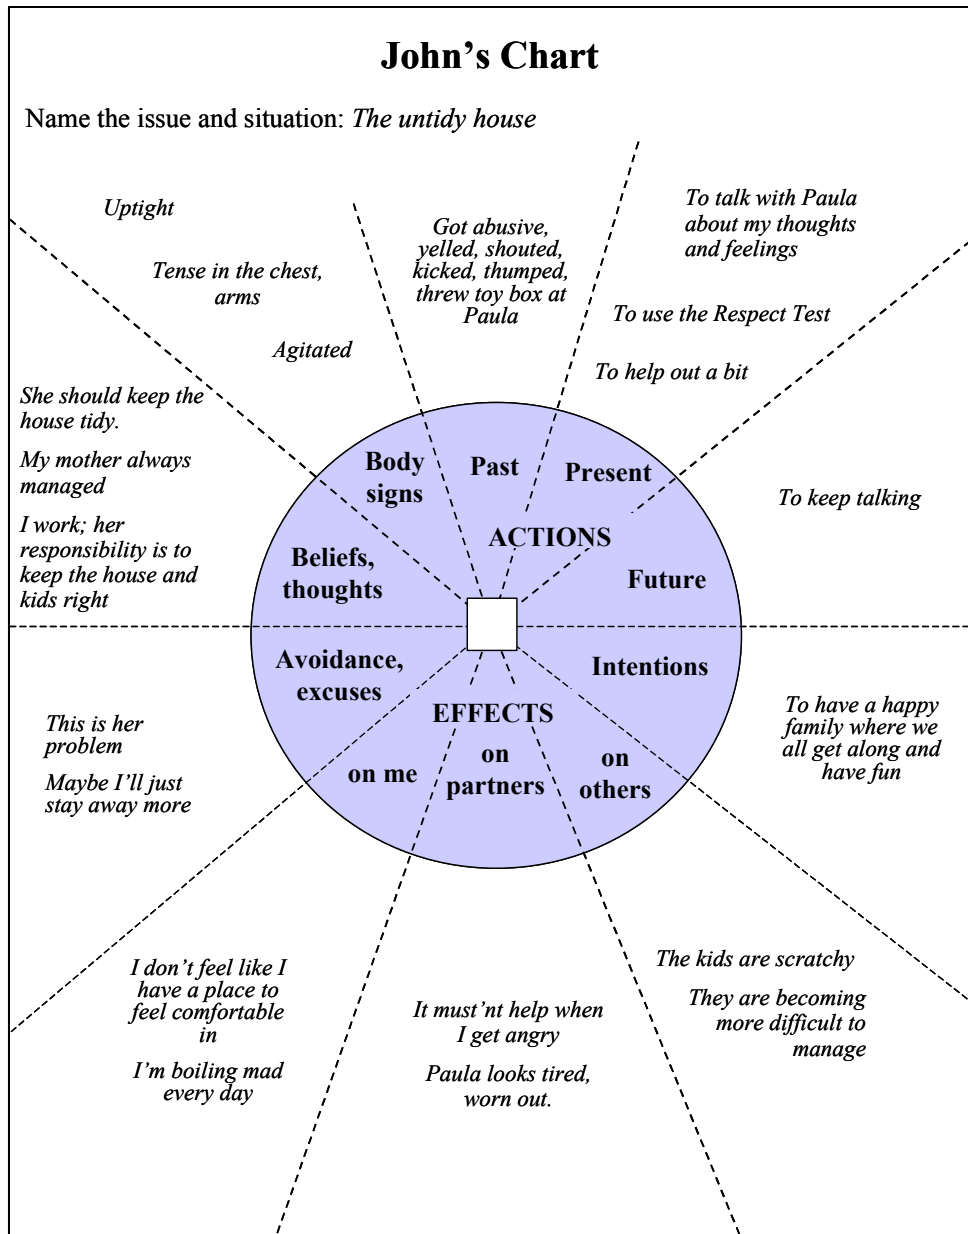 John’s Chart
Name the issue and situation: The untidy house
Uptight
Tense in the chest,
arms
Agitated
Got abusive,
yelled, shouted,
kicked, thumped,
threw toy box at
Paula
To talk with Paula
about my thoughts
and feelings
To use the Respect Test
To help out a bit
She should keep the
house tidy.
My mother always
managed
I work; her
responsibility is to
keep the house and
kids right
To keep talking
Body
signs
Past
Present
ACTIONS
Beliefs,
thoughts
Future
Avoidance,
excuses
Intentions
EFFECTS
on me
on
partners
on
others
This is her
problem
Maybe I’ll just
stay away more
To have a happy
family where we
all get along and
have fun
I don’t feel like I
have a place to
feel comfortable
in
I’m boiling mad
every day
It must’nt help when
I get angry
Paula looks tired,
worn out.
The kids are scratchy
They are becoming
more difficult to
manage